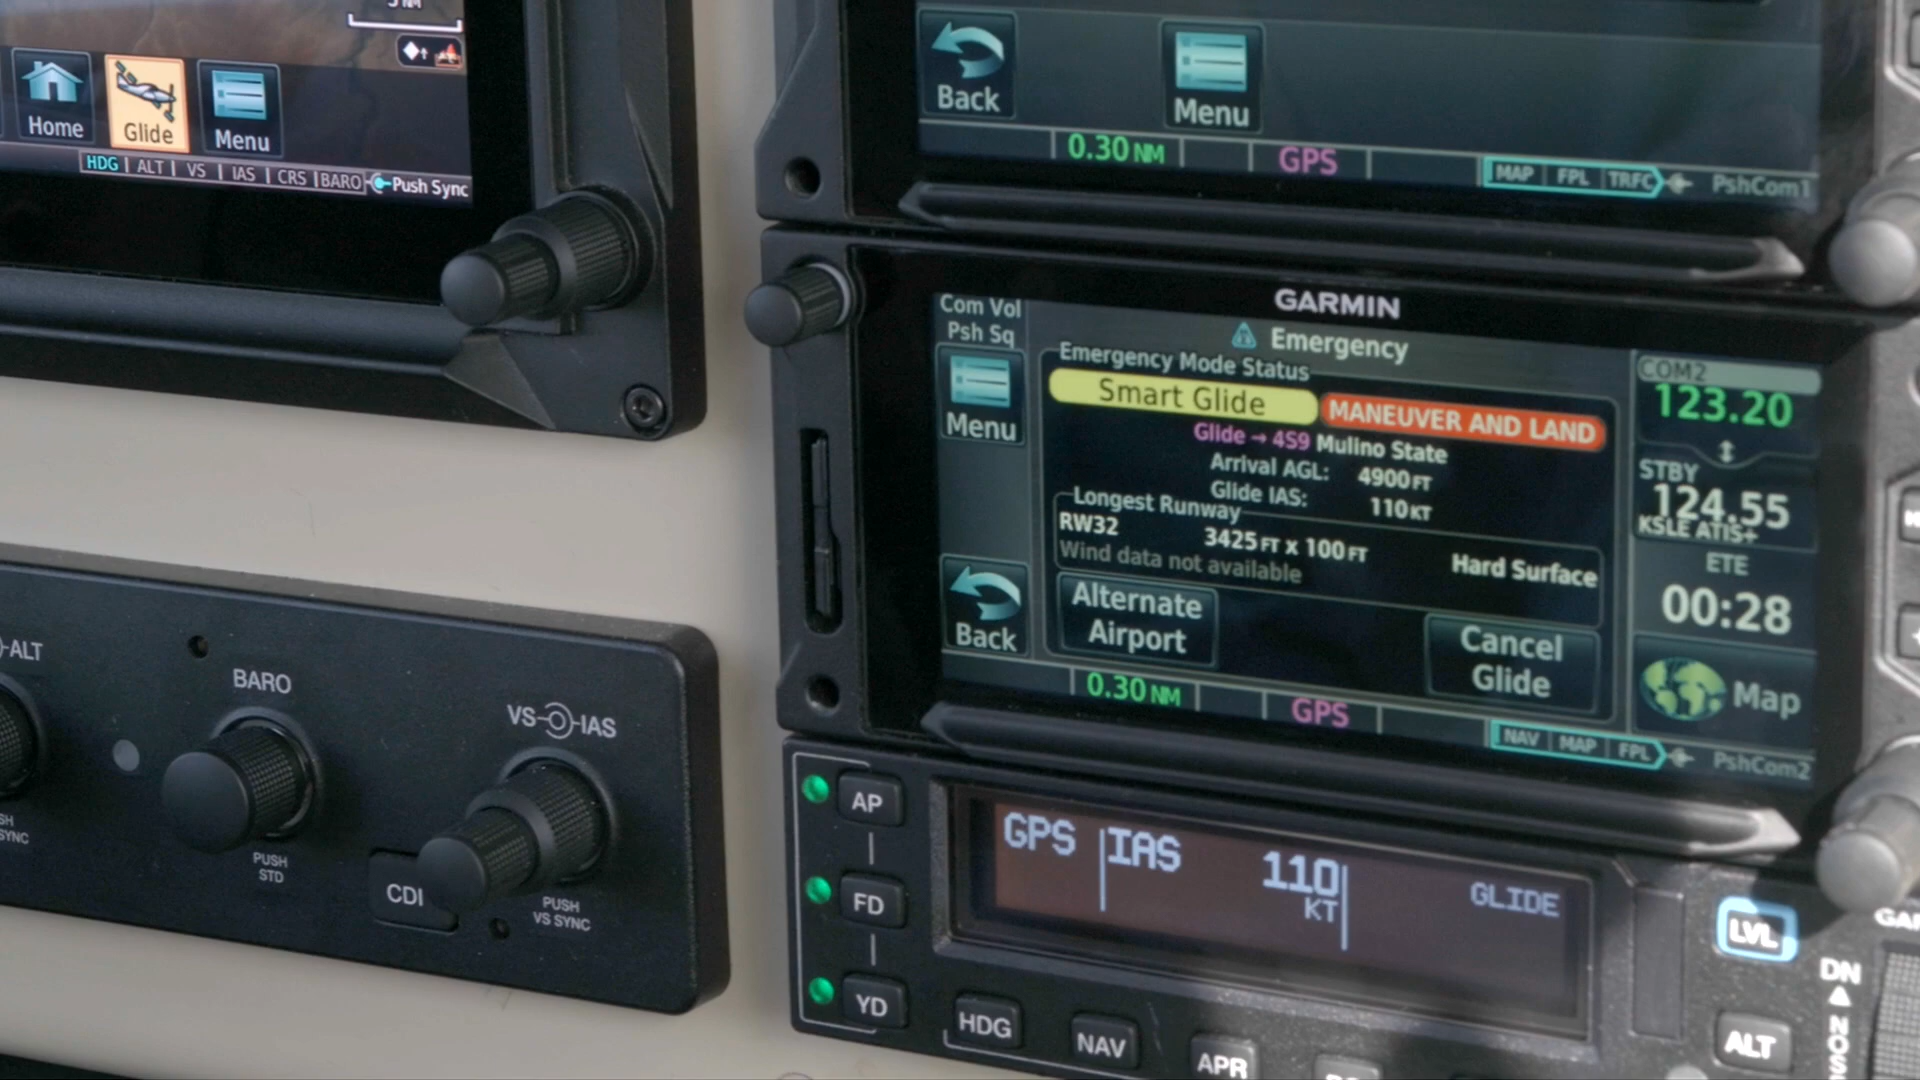 Home
Glide
Menu
HDG | ALT | VS | IAS | CRS | BARO
Push Sync
Back
Menu
0.30 NM
GPS
MAP FPL TRFC
PshCom1
GARMIN
Com Vol
Psh Sq
Emergency
Emergency Mode Status
Smart Glide
MANEUVER AND LAND
Menu
Glide → 4S9 Mulino State
Arrival AGL: 4900 FT
Glide IAS: 110 KT
Longest Runway
RW32 3425 FT x 100 FT Hard Surface
Wind data not available
Alternate
Airport
Cancel
Glide
Back
COM2
123.20
STBY
124.55
KSLE ATIS+
ETE
00:28
Map
0.30 NM
GPS
NAV MAP FPL
PshCom2
-ALT
BARO
PUSH
STD
VS IAS
CDI
PUSH
VS SYNC
SYNC
AP
FD
YD
GPS IAS 110 KT GLIDE
LVL
DN
NOS
HDG
NAV
APR
ALT